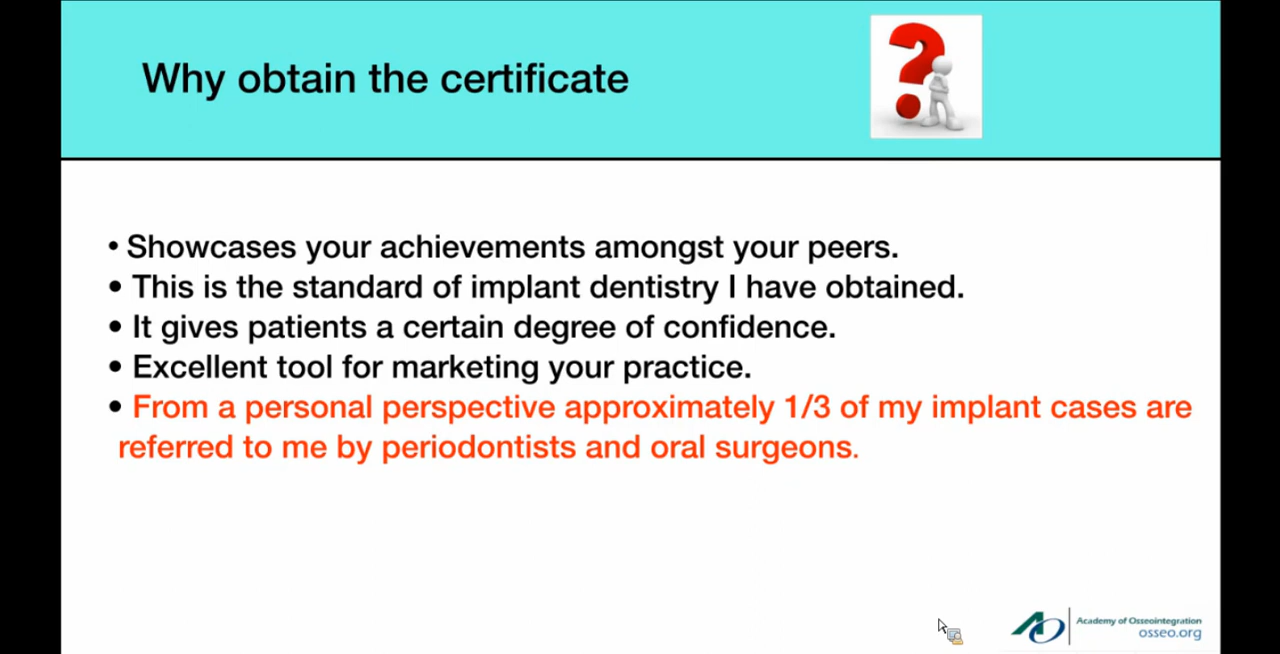 Why obtain the certificate
• Showcases your achievements amongst your peers.
• This is the standard of implant dentistry I have obtained.
• It gives patients a certain degree of confidence.
• Excellent tool for marketing your practice.
• From a personal perspective approximately 1/3 of my implant cases are
referred to me by periodontists and oral surgeons.
AO
Academy of Osseointegration
osseo.org